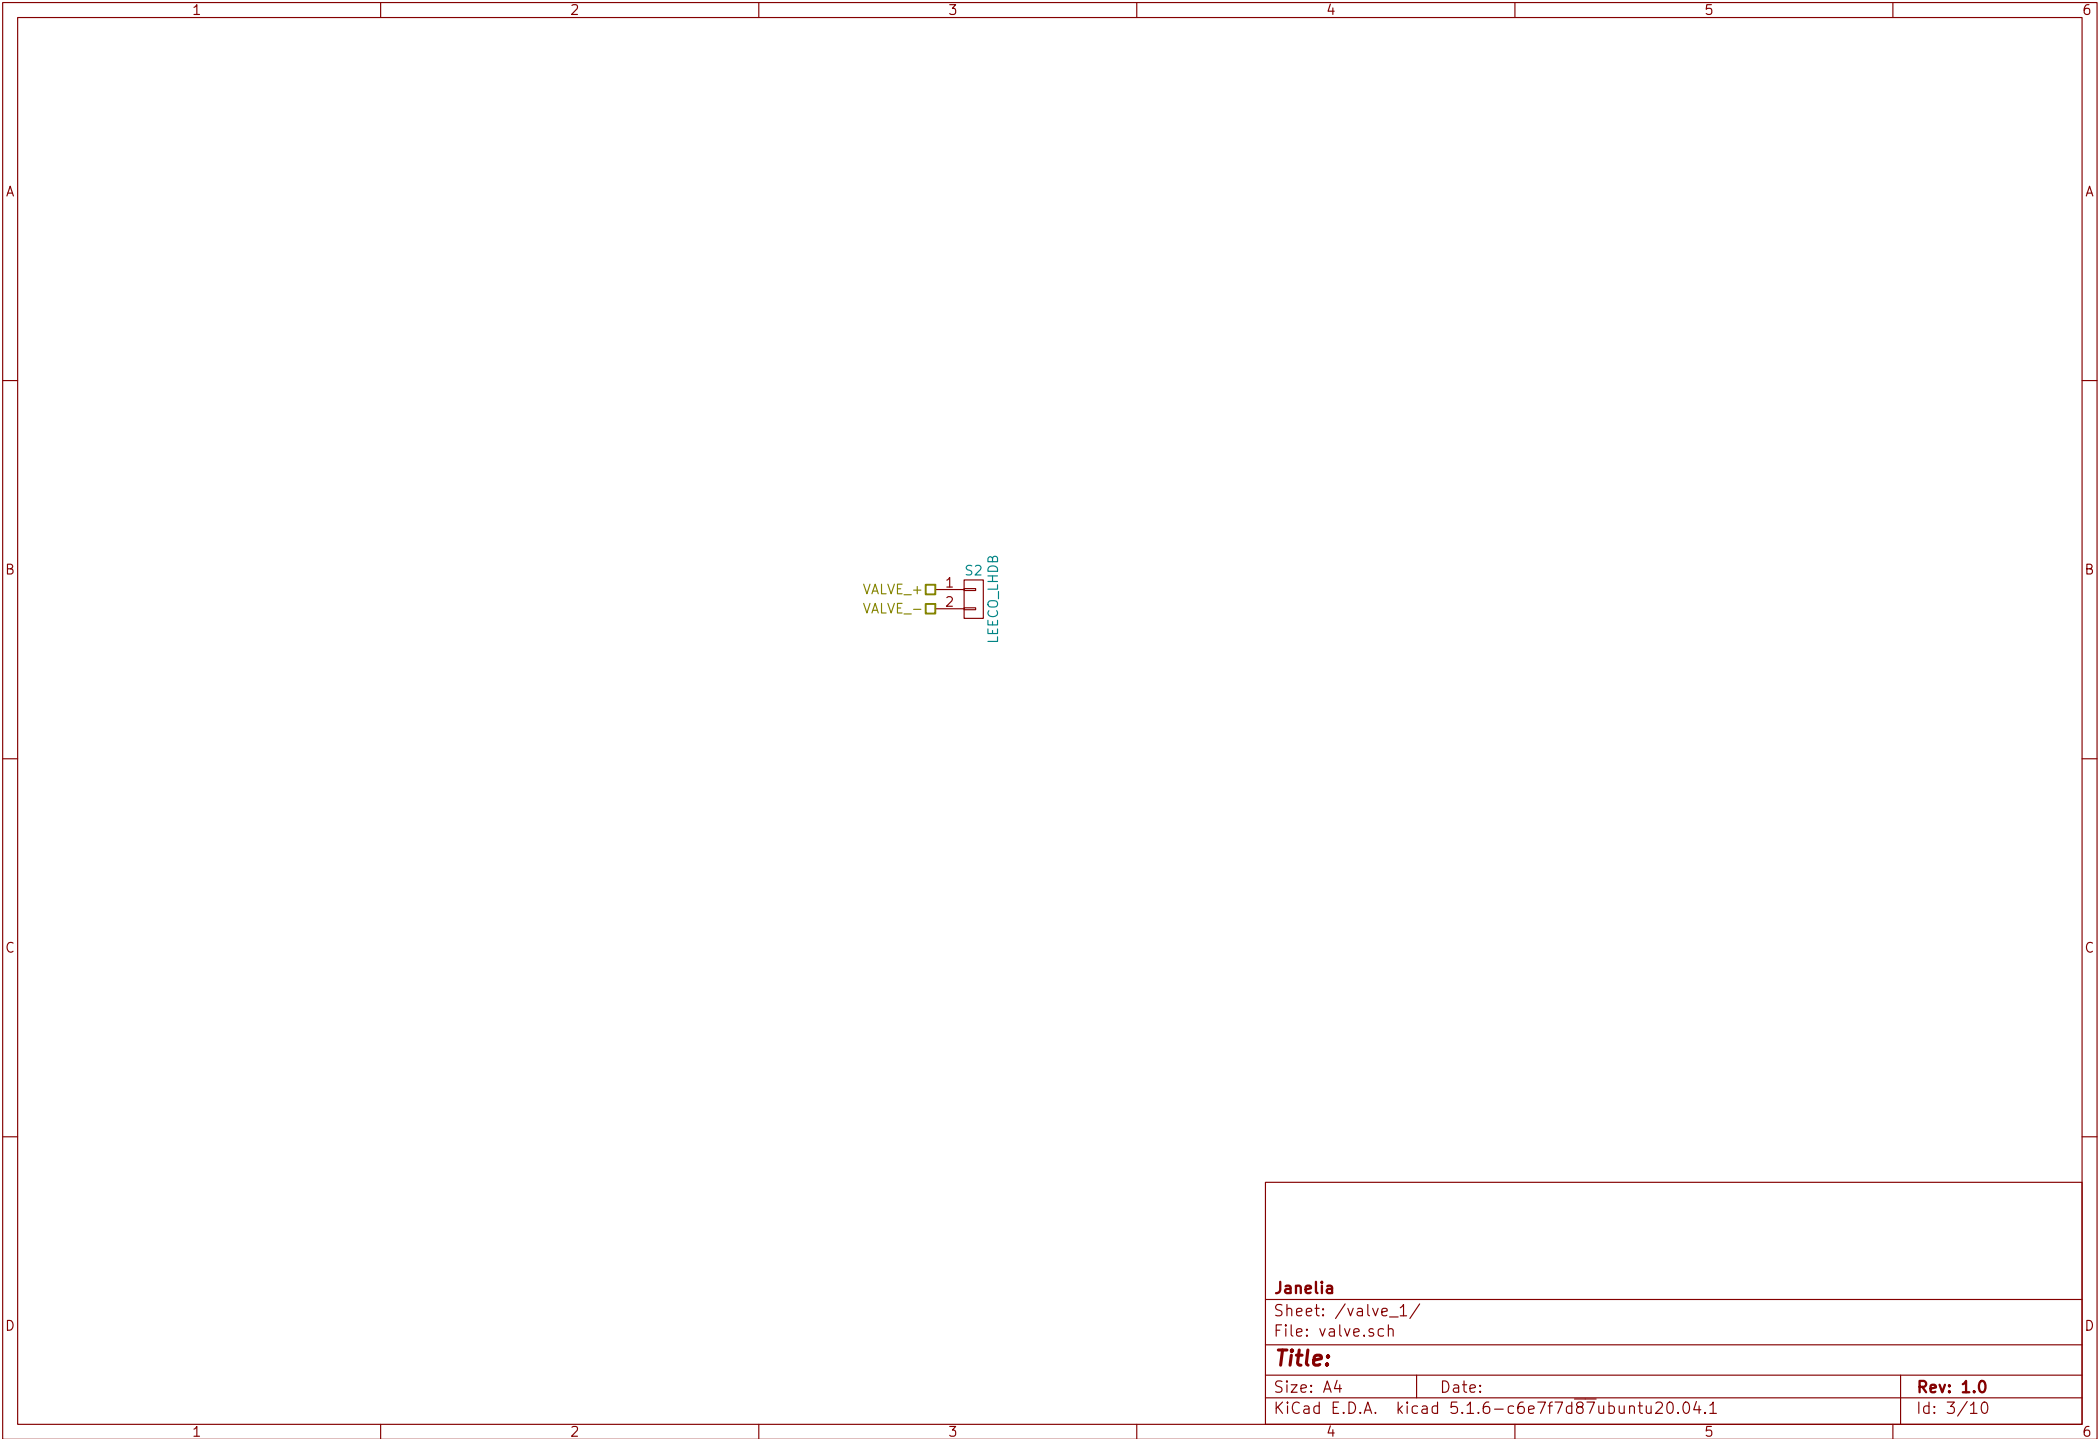 1 2 3 4 5 6
A A
S2
LEECO_LHDB
B B
VALVE_+ 1
VALVE_- 2
C C
Janelia
Sheet: /valve_1/
File: valve.sch
D D
Title:
Size: A4 Date: Rev: 1.0
KiCad E.D.A. kicad 5.1.6-c6e7f7d87ubuntu20.04.1 Id: 3/10
1 2 3 4 5 6